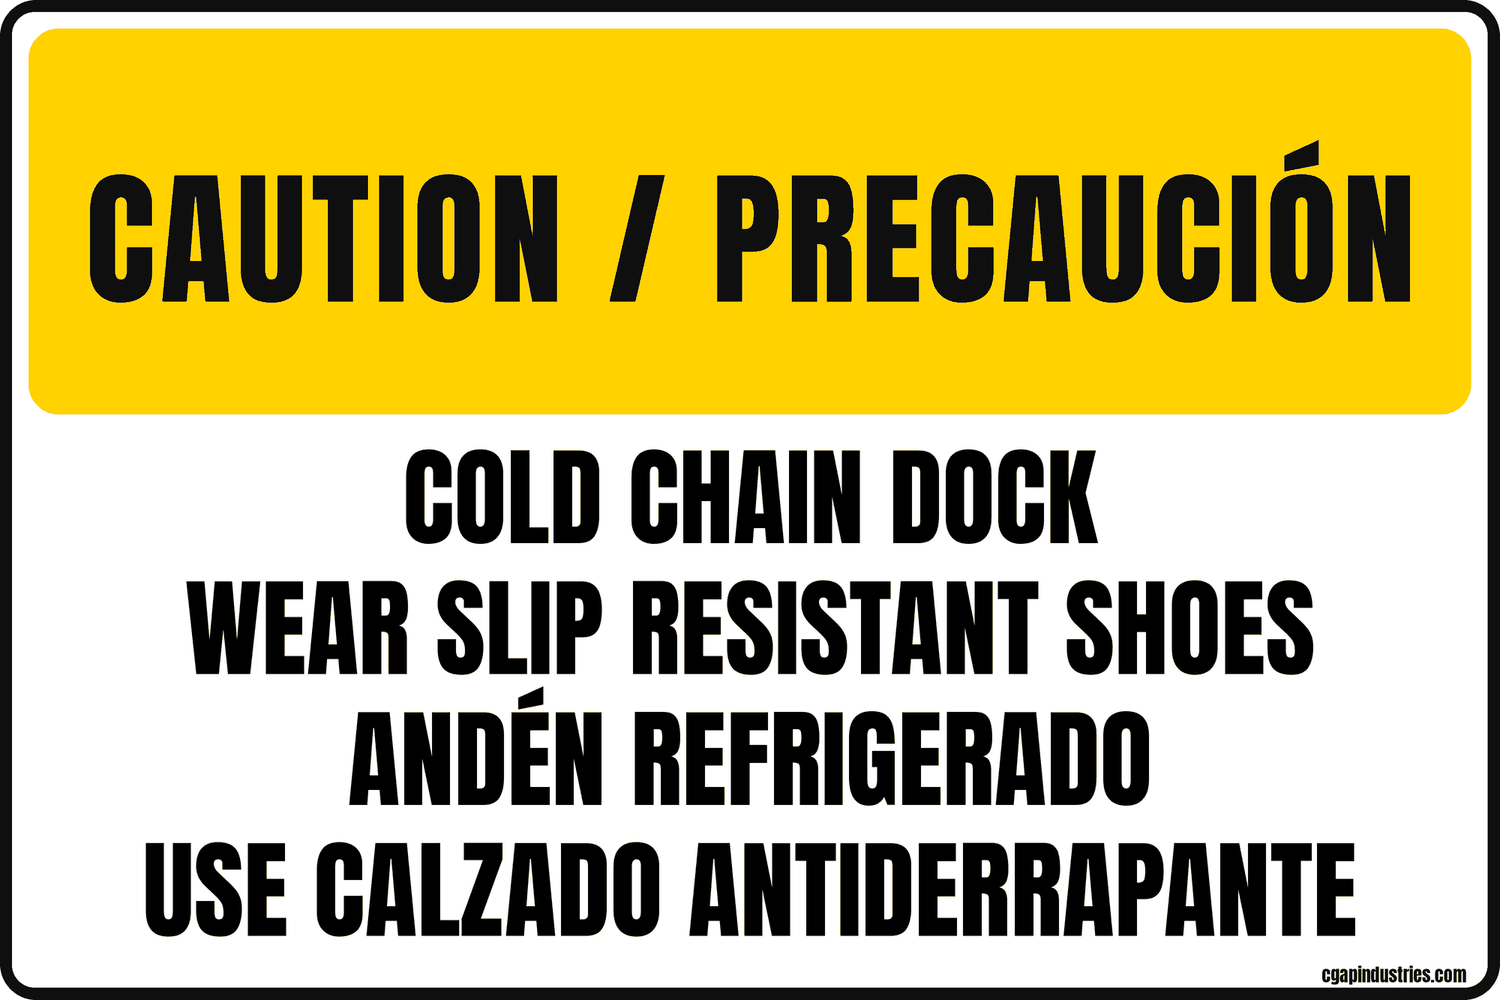 CAUTION / PRECAUCIÓN
COLD CHAIN DOCK
WEAR SLIP RESISTANT SHOES
ANDÉN REFRIGERADO
USE CALZADO ANTIDERRAPANTE
cgapindustries.com